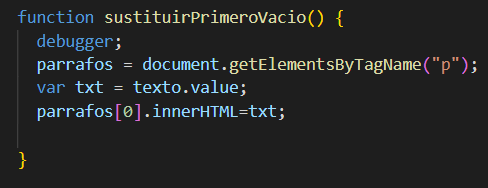 function sustituirPrimeroVacio() {
debugger;
parrafos = document.getElementsByTagName("p");
var txt = texto.value;
parrafos[0].innerHTML=txt;
}